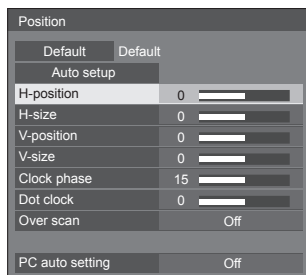 Position
Default Default
Auto setup
H-position 0
H-size 0
V-position 0
V-size 0
Clock phase 15
Dot clock 0
Over scan Off
PC auto setting Off